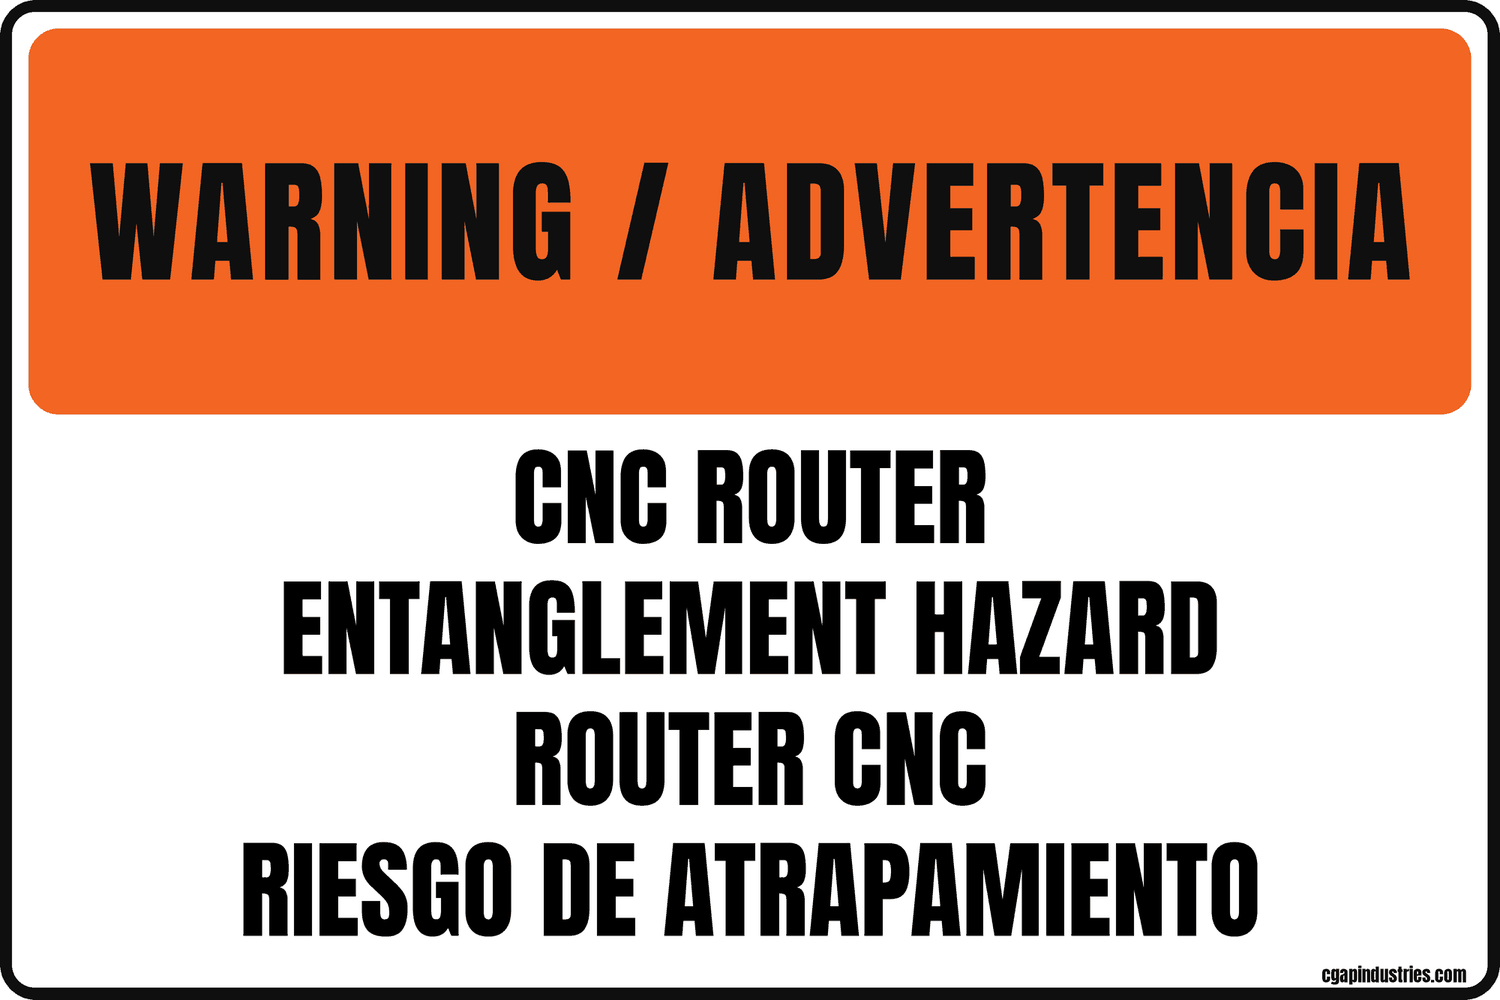 WARNING / ADVERTENCIA
CNC ROUTER
ENTANGLEMENT HAZARD
ROUTER CNC
RIESGO DE ATRAPAMIENTO
cgapindustries.com